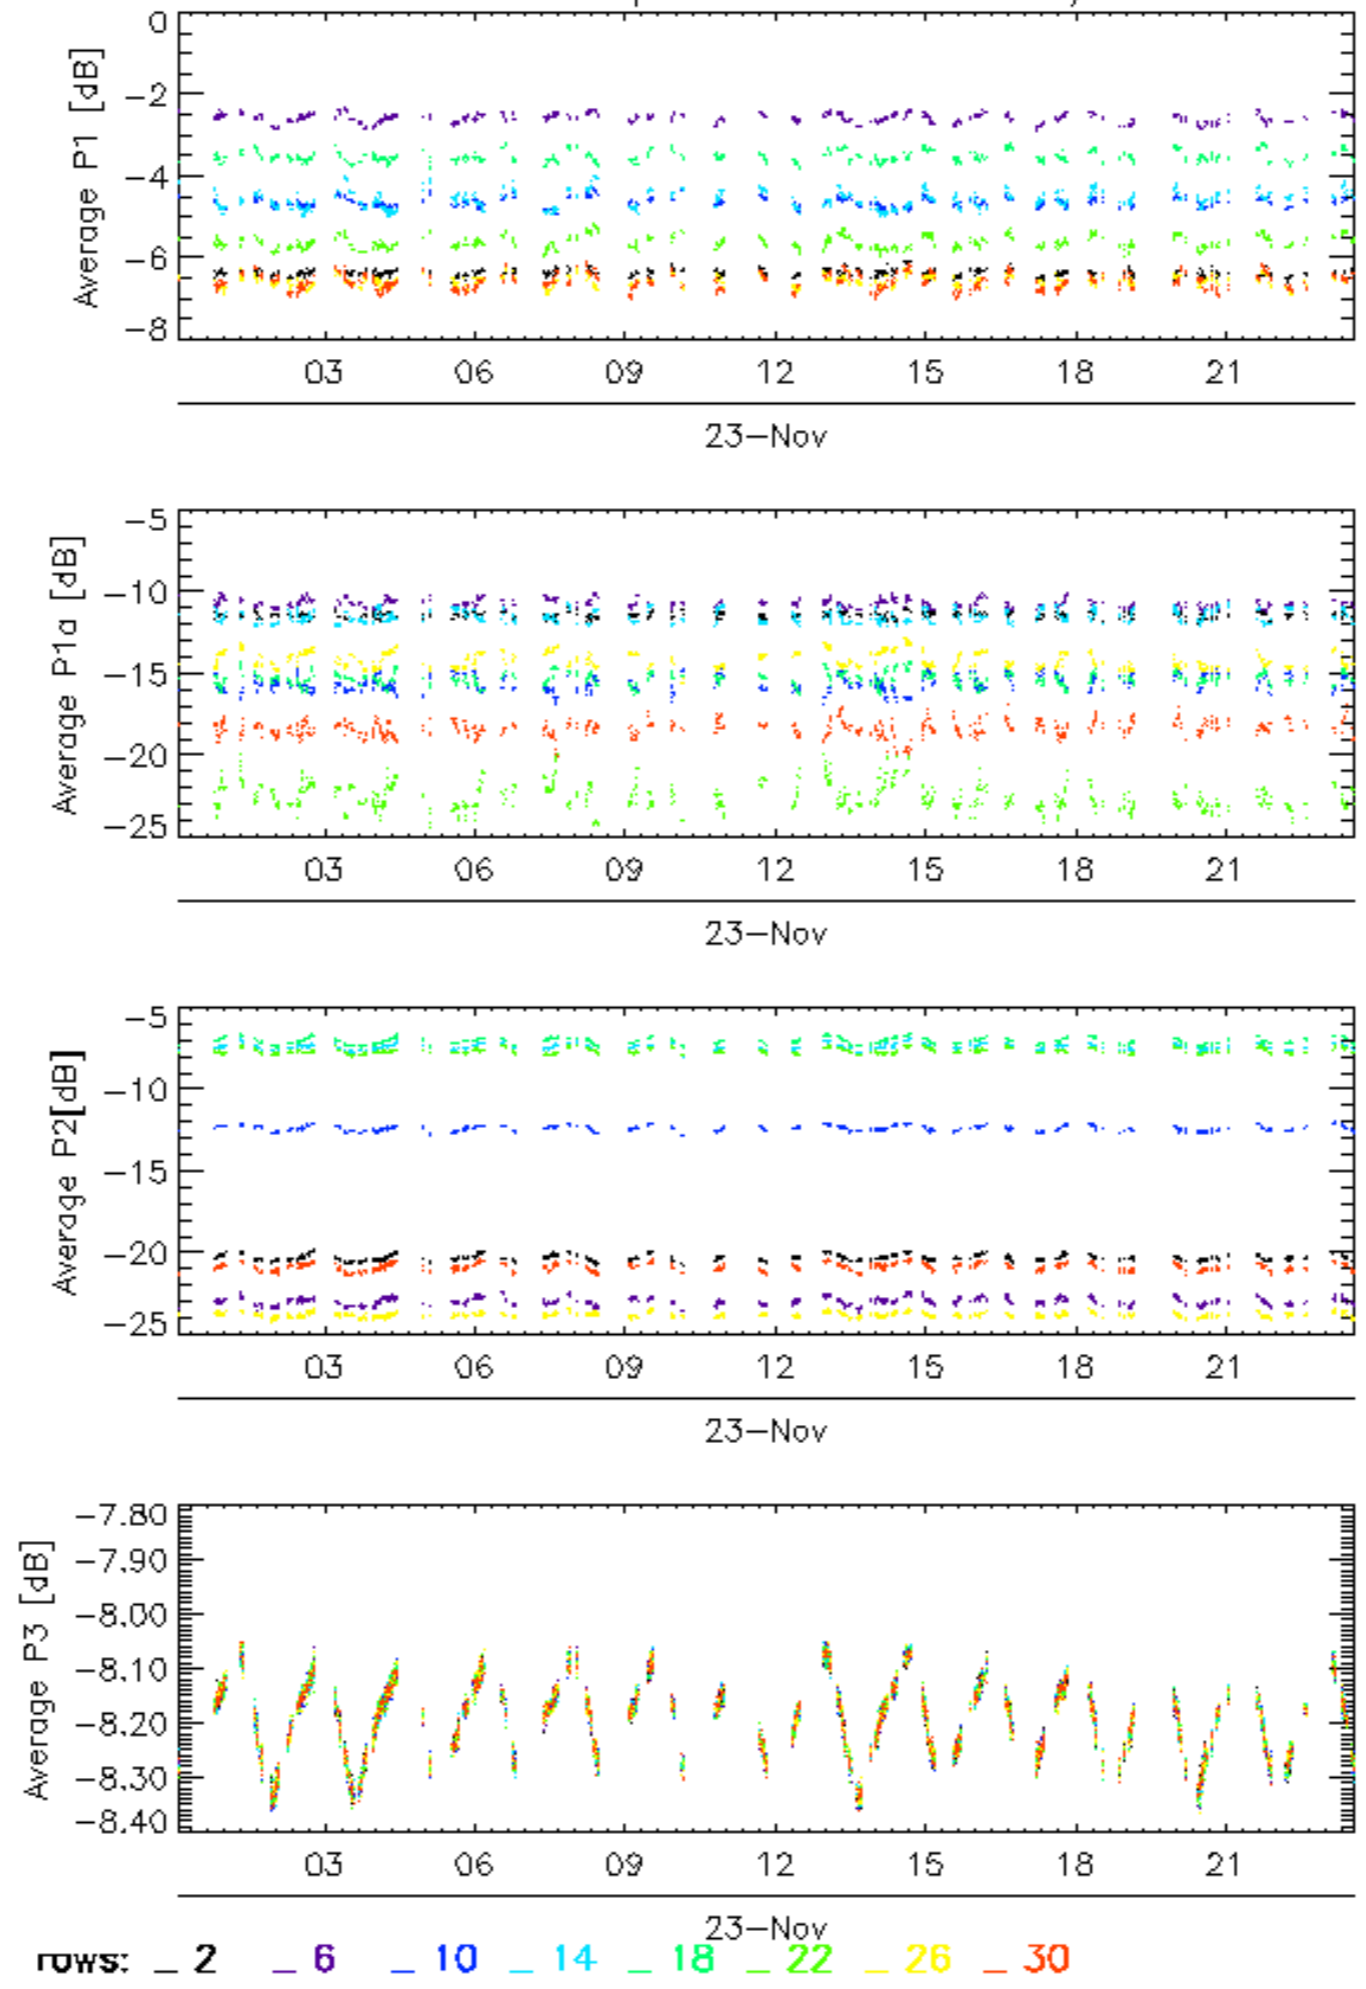 0
−2
−4
−6
−8
Average P1 [dB]
03 06 09 12 15 18 21
23−Nov
−5
−10
−15
−20
−25
Average P1a [dB]
03 06 09 12 15 18 21
23−Nov
−5
−10
−15
−20
−25
Average P2[dB]
03 06 09 12 15 18 21
23−Nov
−7.80
−7.90
−8.00
−8.10
−8.20
−8.30
−8.40
Average P3 [dB]
03 06 09 12 15 18 21
23−Nov
rows: _ 2 _ 6 _ 10 _ 14 _ 18 _ 22 _ 26 _ 30